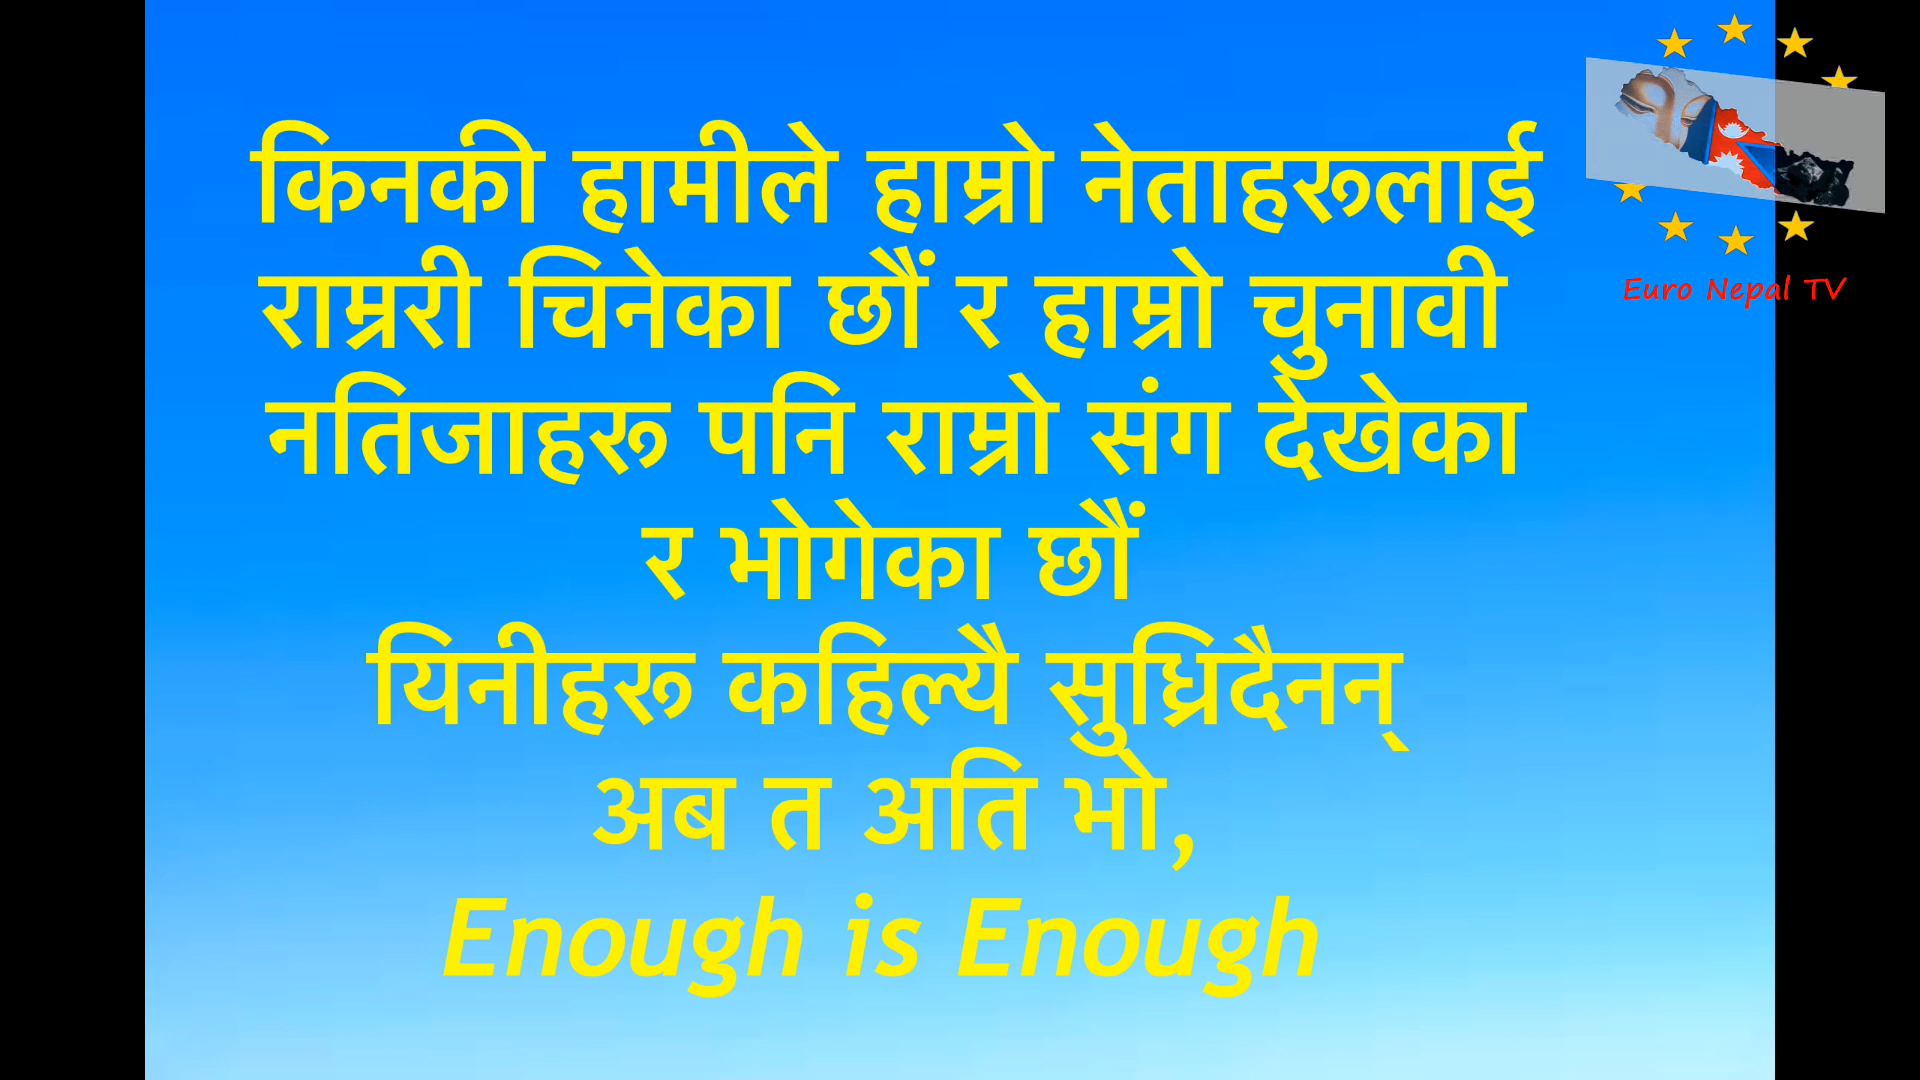 किनकी हामीले हाम्रो नेताहरूलाई
राम्ररी चिनेका छौं र हाम्रो चुनावी
नतिजाहरू पनि राम्रो संग देखेका
र भोगेका छौं
यिनीहरू कहिल्यै सुध्रिदैनन्
अब त अति भो,
Enough is Enough
Euro Nepal TV